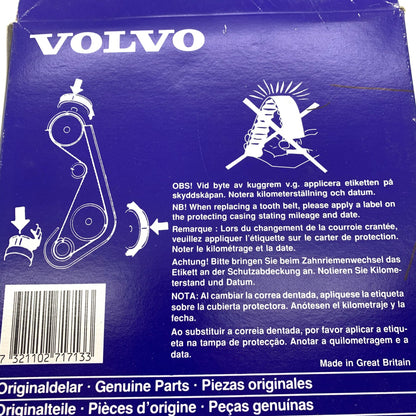 VOLVO
OBS! Vid byte av kuggrem v.g. applicera etiketten på
skyddskåpan. Notera kilometerställning och datum.
NB! When replacing a tooth belt, please apply a label on
the protecting casing stating mileage and date.
Remarque : Lors du changement de la courroie crantée,
veuillez appliquer l'étiquette sur le carter de protection.
Noter le kilométrage et la date.
Achtung! Bitte bringen Sie beim Zahnriemenwechsel das
Etikett an der Schutzabdeckung an. Notieren Sie Kilome-
terstand und Datum.
NOTA: Al cambiar la correa dentada, aplíquese la etiqueta
sobre la cubierta protectora. Anótesen el kilometraje y la
fecha.
Ao substituir a correia dentada, por favor aplicar a etiqu-
eta na tampa de protecção. Anotar a quilometragem e a
data.
7 321102 717133
Made in Great Britain
Originaldelar · Genuine Parts · Piezas originales
Originalteile · Pièces d'origine · Peças genuínas